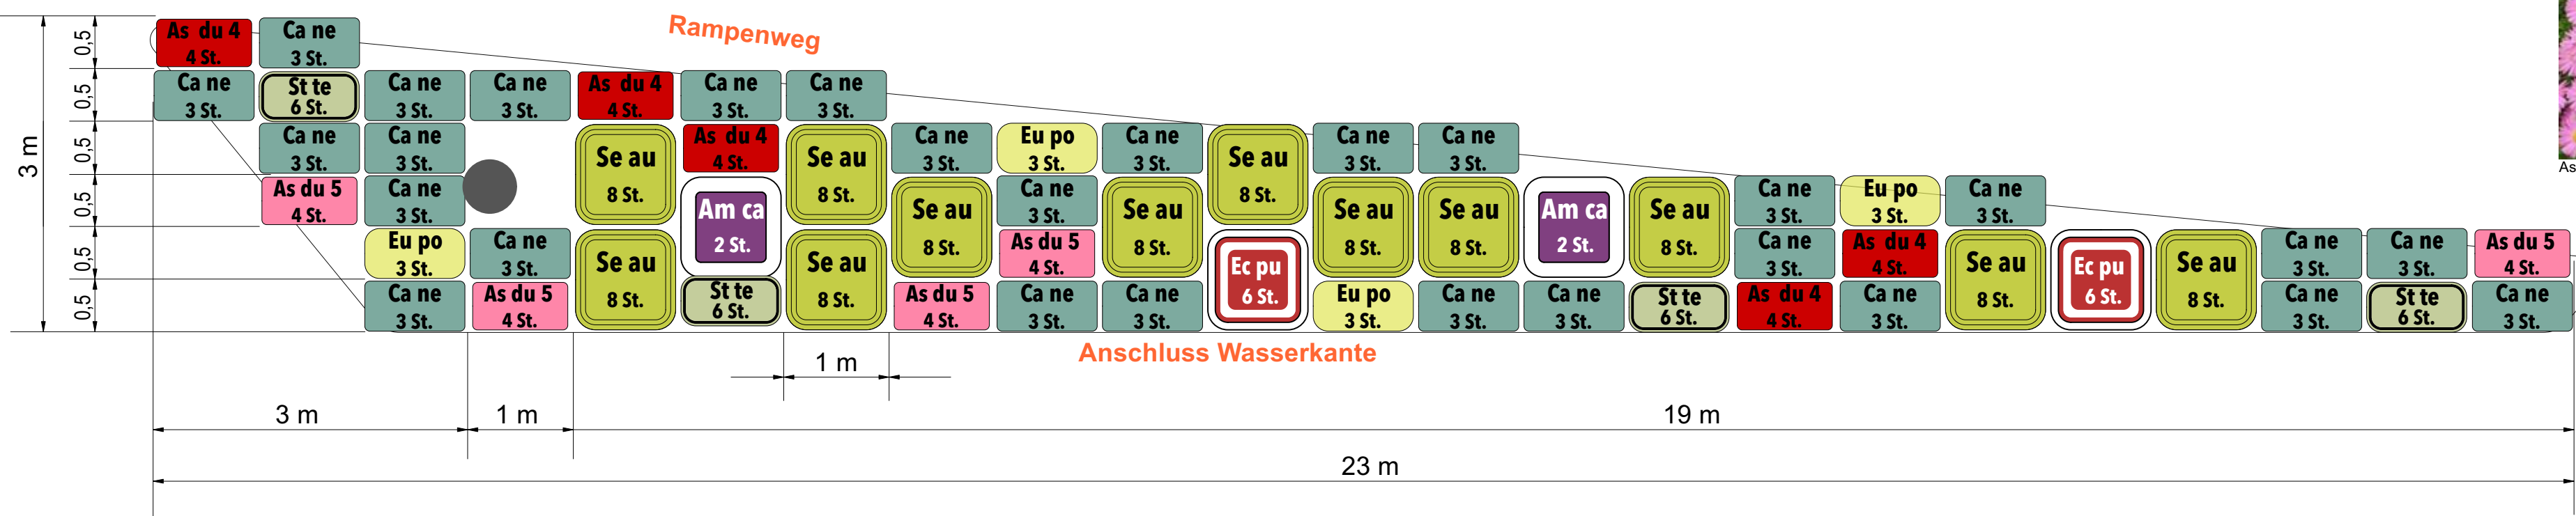 Rampenweg
As du 4 Ca ne
4 St. 3 St.
0,5
Ca ne St te Ca ne Ca ne As du 4 Ca ne Ca ne
3 St. 6 St. 3 St. 3 St. 4 St. 3 St. 3 St.
0,5
Ca ne Ca ne Se au As du 4 Se au Ca ne Eu po Ca ne Se au Ca ne Ca ne
3 St. 3 St. 8 St. 4 St. 8 St. 3 St. 3 St. 3 St. 8 St. 3 St. 3 St.
0,5
3 m
As
As du 5 Ca ne Am ca Se au Ca ne Se au Se au Se au Am ca Se au Ca ne Eu po Ca ne
4 St. 3 St. 2 St. 8 St. 3 St. 8 St. 8 St. 8 St. 2 St. 8 St. 3 St. 3 St. 3 St.
0,5
Eu po Ca ne Se au Se au As du 5 Ec pu Ca ne As du 4 Se au Ec pu Se au Ca ne Ca ne As du 5
3 St. 3 St. 8 St. 8 St. 4 St. 6 St. 3 St. 4 St. 8 St. 6 St. 8 St. 3 St. 3 St. 4 St.
0,5
Ca ne As du 5 St te As du 5 Ca ne Ca ne Eu po Ca ne Ca ne St te As du 4 Ca ne Ca ne St te Ca ne
3 St. 4 St. 6 St. 4 St. 3 St. 3 St. 3 St. 3 St. 3 St. 6 St. 4 St. 3 St. 3 St. 6 St. 3 St.
0,5
Anschluss Wasserkante
1 m
3 m 1 m 19 m
23 m